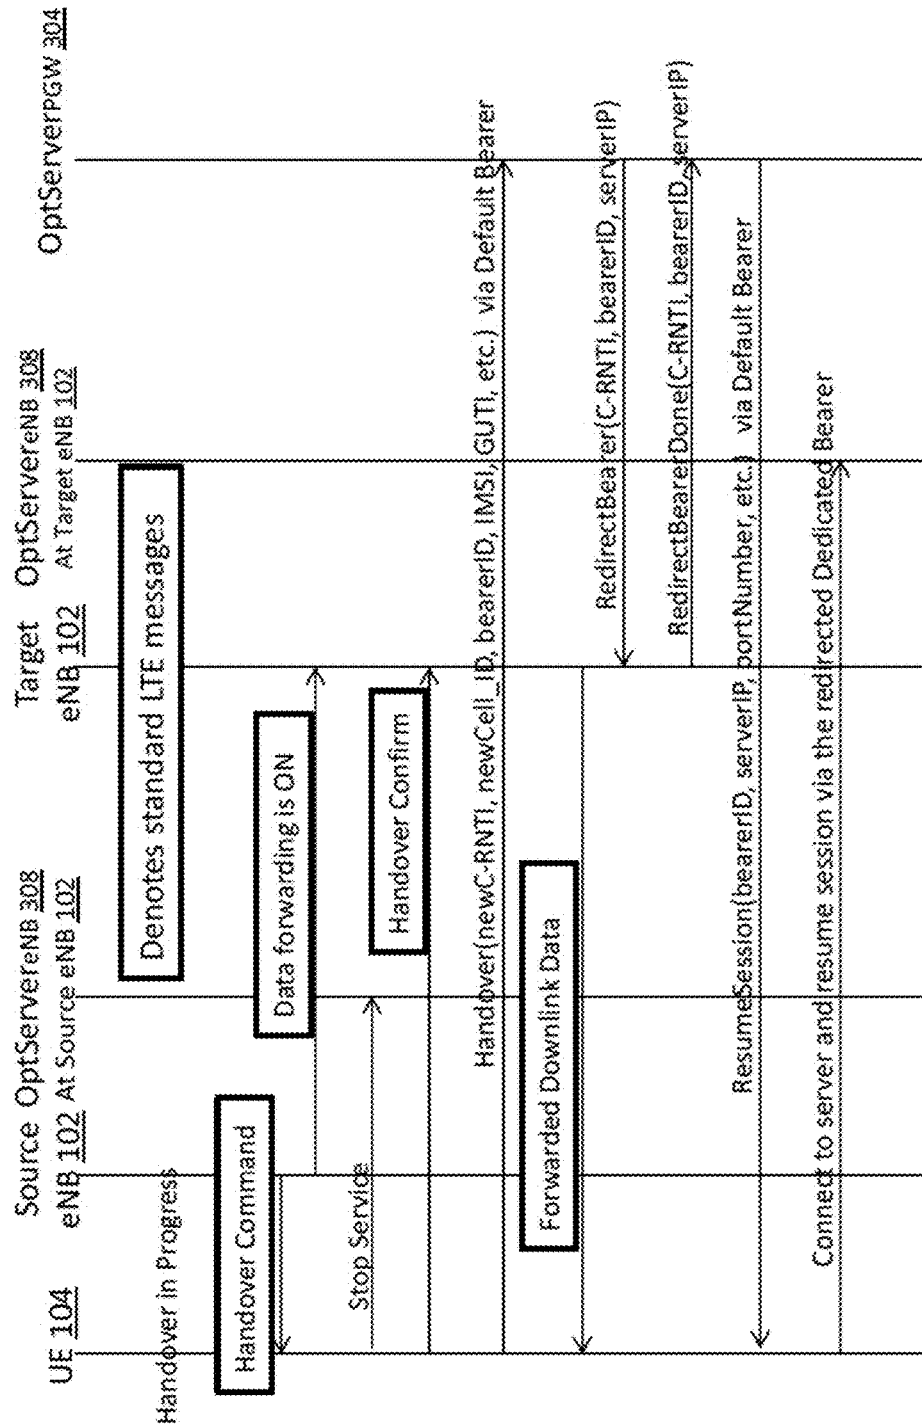 UE 104
Source
eNB 102
OptServereNB 308
At Source eNB 102
Target
eNB 102
OptServereNB 308
At Target eNB 102
OptServerPGW 304
Denotes standard LTE messages
Handover in Progress
Handover Command
Data forwarding is ON
Stop Service
Handover Confirm
Handover(newC-RNTI, newCell_ID, bearerID, IMSI, GUTI, etc.) via Default Bearer
Forwarded Downlink Data
RedirectBearer(C-RNTI, bearerID, serverIP)
RedirectBearerDone(C-RNTI, bearerID, serverIP)
ResumeSession(bearerID, serverIP, portNumber, etc.) via Default Bearer
Connect to server and resume session via the redirected Dedicated Bearer